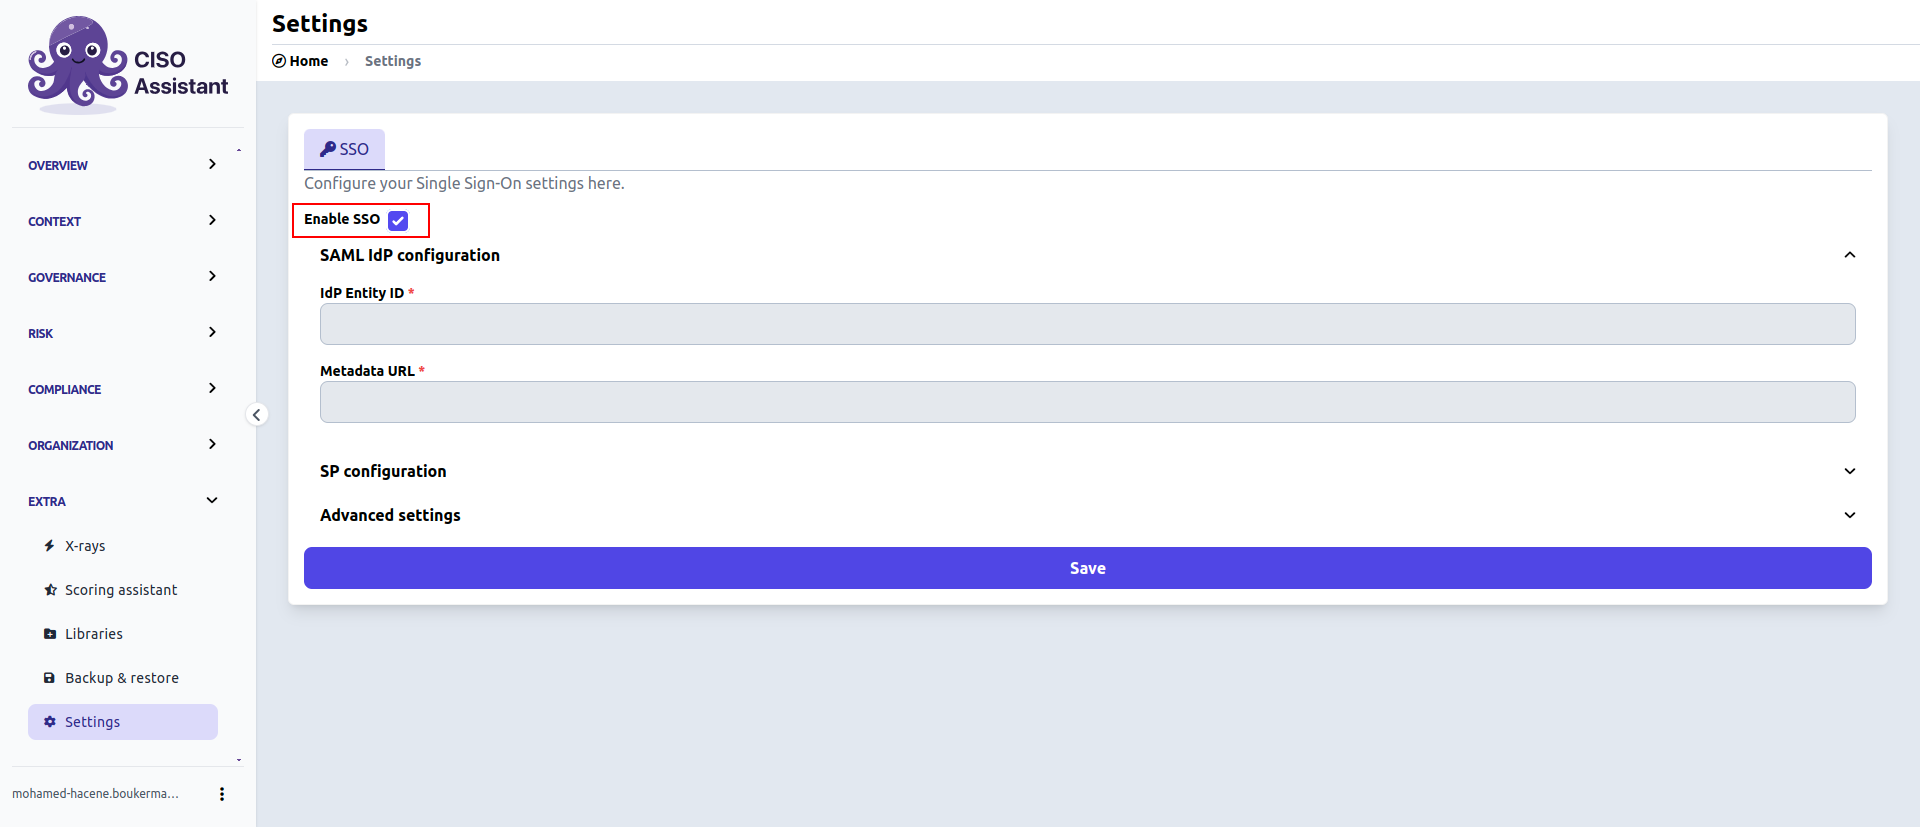 CISO
Assistant
OVERVIEW
CONTEXT
GOVERNANCE
RISK
COMPLIANCE
ORGANIZATION
EXTRA
X-rays
Scoring assistant
Libraries
Backup & restore
Settings
mohamed-hacene.boukerma...
Settings
Home › Settings
SSO
Configure your Single Sign-On settings here.
Enable SSO
SAML IdP configuration
IdP Entity ID *
Metadata URL *
SP configuration
Advanced settings
Save